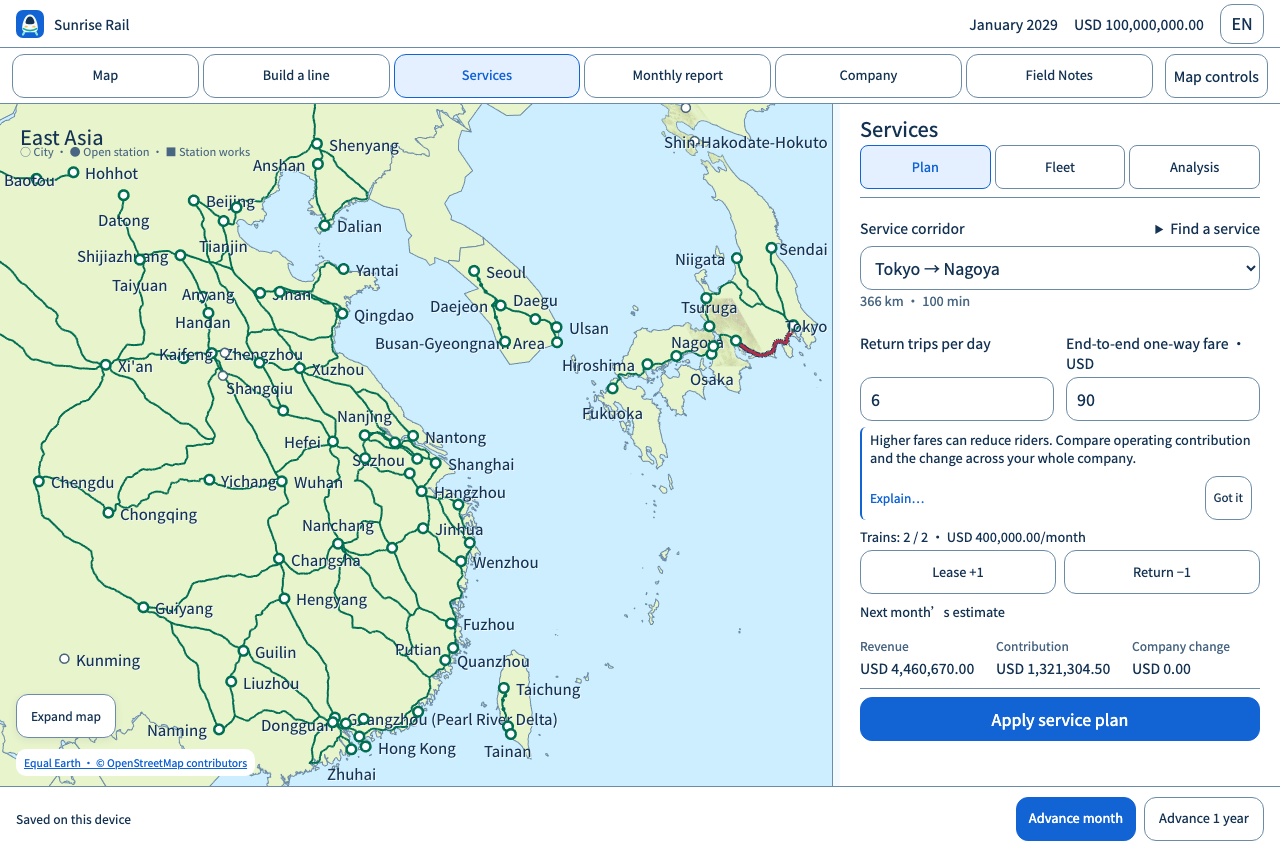 Sunrise Rail
January 2029 USD 100,000,000.00 EN
Map Build a line Services Monthly report Company Field Notes Map controls
East Asia
City • Open station • Station works
Shenyang
Anshan
Baotou
Hohhot
Datong
Beijing
Dalian
Tianjin
Shijiazhuang
Taiyuan
Yantai
Anyang
Jinan
Handan
Qingdao
Kaifeng
Zhengzhou
Xi'an
Xuzhou
Shangqiu
Nanjing
Nantong
Hefei
Suzhou
Shanghai
Chengdu
Yichang
Wuhan
Hangzhou
Chongqing
Nanchang
Jinhua
Changsha
Wenzhou
Hengyang
Guiyang
Fuzhou
Putian
Guilin
Quanzhou
Kunming
Liuzhou
Taichung
Nanning
Dongguan
Guangzhou (Pearl River Delta)
Hong Kong
Tainan
Zhuhai
Shin-Hakodate-Hokuto
Sendai
Niigata
Seoul
Daejeon
Daegu
Ulsan
Busan-Gyeongnam Area
Tsuruga
Tokyo
Nagoya
Hiroshima
Osaka
Fukuoka
Expand map
Equal Earth • © OpenStreetMap contributors
Services
Plan Fleet Analysis
Service corridor ▶ Find a service
Tokyo → Nagoya
366 km • 100 min
Return trips per day
End-to-end one-way fare •
USD
6
90
Higher fares can reduce riders. Compare operating contribution
and the change across your whole company.
Explain…
Got it
Trains: 2 / 2 • USD 400,000.00/month
Lease +1 Return −1
Next month’s estimate
Revenue Contribution Company change
USD 4,460,670.00 USD 1,321,304.50 USD 0.00
Apply service plan
Saved on this device
Advance month Advance 1 year